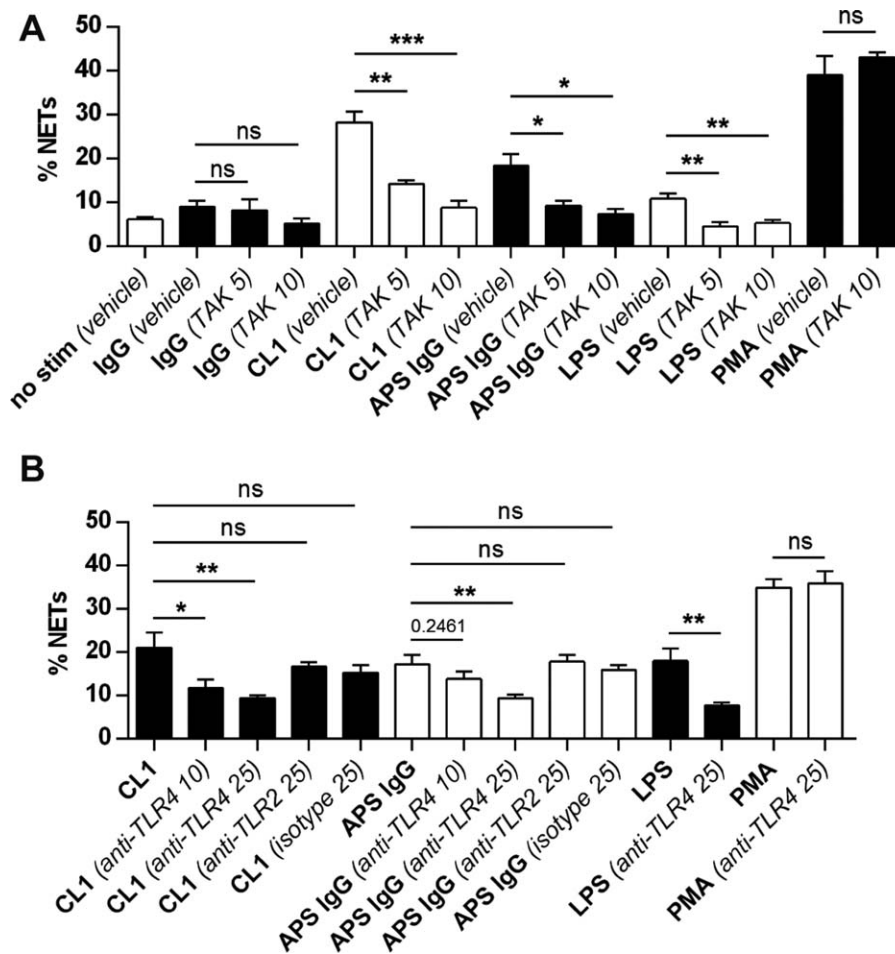 A
% NETs
50
40
30
20
10
0
ns
ns
***
**
*
*
**
**
ns
no stim (vehicle)
IgG (vehicle)
IgG (TAK 5)
IgG (TAK 10)
CL1 (vehicle)
CL1 (TAK 5)
CL1 (TAK 10)
APS IgG (vehicle)
APS IgG (TAK 5)
APS IgG (TAK 10)
LPS (vehicle)
LPS (TAK 5)
LPS (TAK 10)
PMA (vehicle)
PMA (TAK 10)
B
% NETs
50
40
30
20
10
0
ns
ns
**
*
ns
ns
**
0.2461
**
ns
CL1
CL1 (anti-TLR4 10)
CL1 (anti-TLR4 25)
CL1 (anti-TLR2 25)
CL1 (isotype 25)
APS IgG
APS IgG (anti-TLR4 10)
APS IgG (anti-TLR4 25)
APS IgG (anti-TLR2 25)
APS IgG (isotype 25)
LPS
LPS (anti-TLR4 25)
PMA
PMA (anti-TLR4 25)